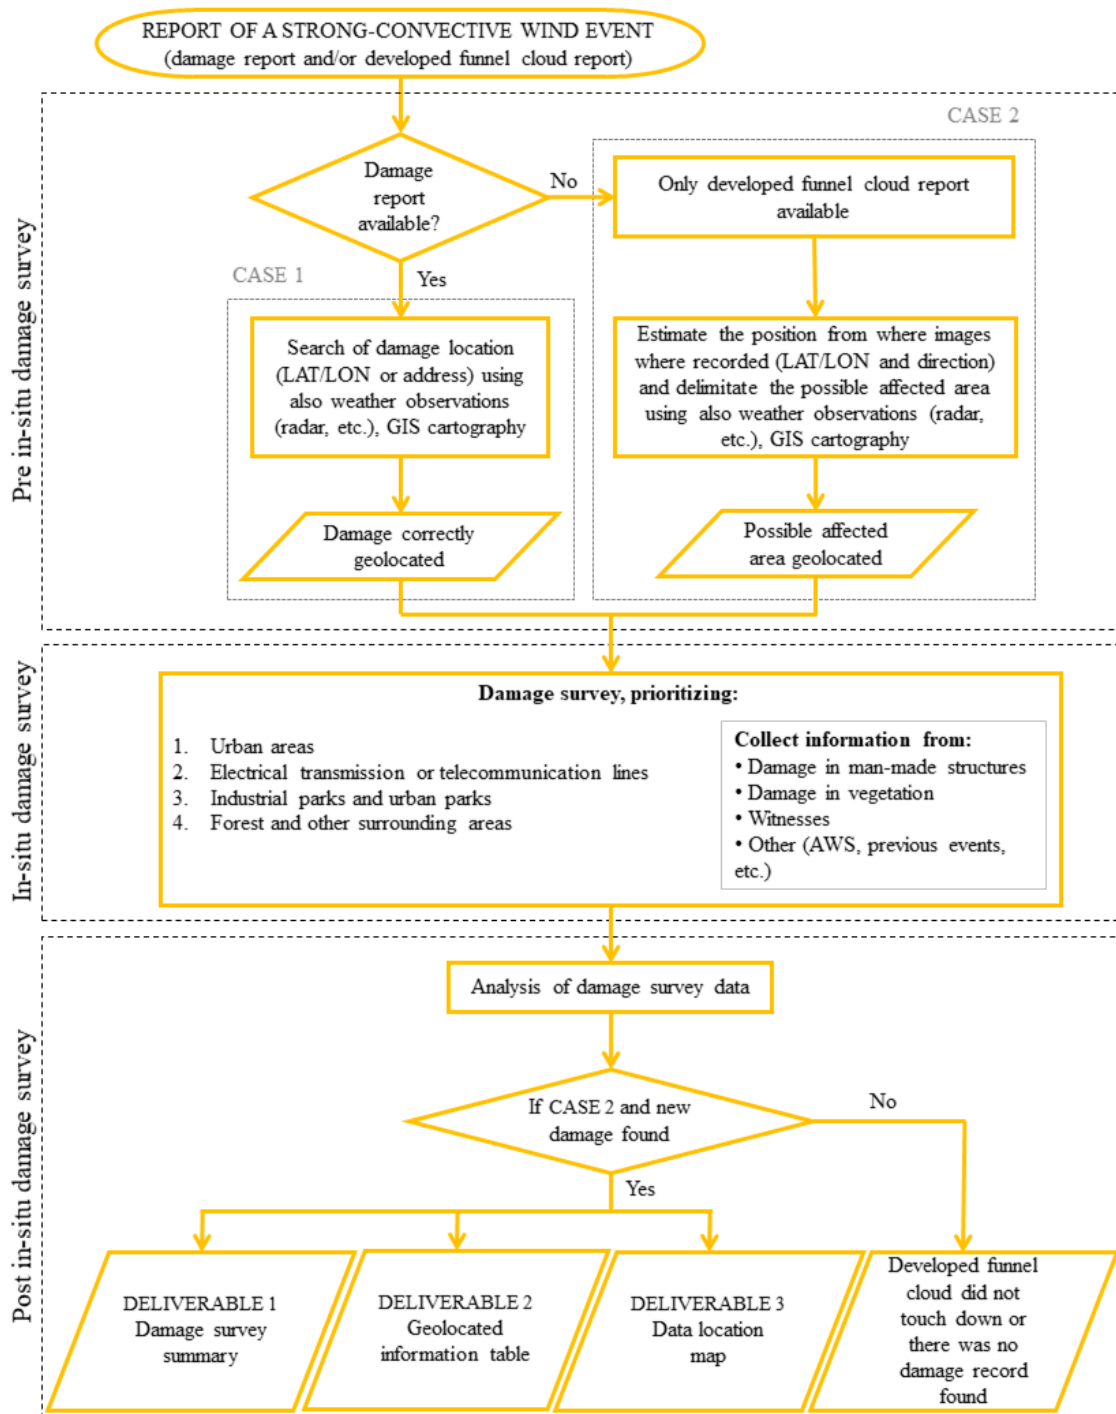 REPORT OF A STRONG-CONVECTIVE WIND EVENT
(damage report and/or developed funnel cloud report)
Pre in-situ damage survey
CASE 2
Damage
report
available?
No
Only developed funnel cloud report
available
CASE 1
Yes
Search of damage location
(LAT/LON or address) using
also weather observations
(radar, etc.), GIS cartography
Estimate the position from where images
where recorded (LAT/LON and direction)
and delimitate the possible affected area
using also weather observations (radar,
etc.), GIS cartography
Damage correctly
geolocated
Possible affected
area geolocated
In-situ damage survey
Damage survey, prioritizing:
1. Urban areas
2. Electrical transmission or telecommunication lines
3. Industrial parks and urban parks
4. Forest and other surrounding areas
Collect information from:
• Damage in man-made structures
• Damage in vegetation
• Witnesses
• Other (AWS, previous events,
etc.)
Post in-situ damage survey
Analysis of damage survey data
If CASE 2 and new
damage found
No
Yes
DELIVERABLE 1
Damage survey
summary
DELIVERABLE 2
Geolocated
information table
DELIVERABLE 3
Data location
map
Developed funnel
cloud did not
touch down or
there was no
damage record
found